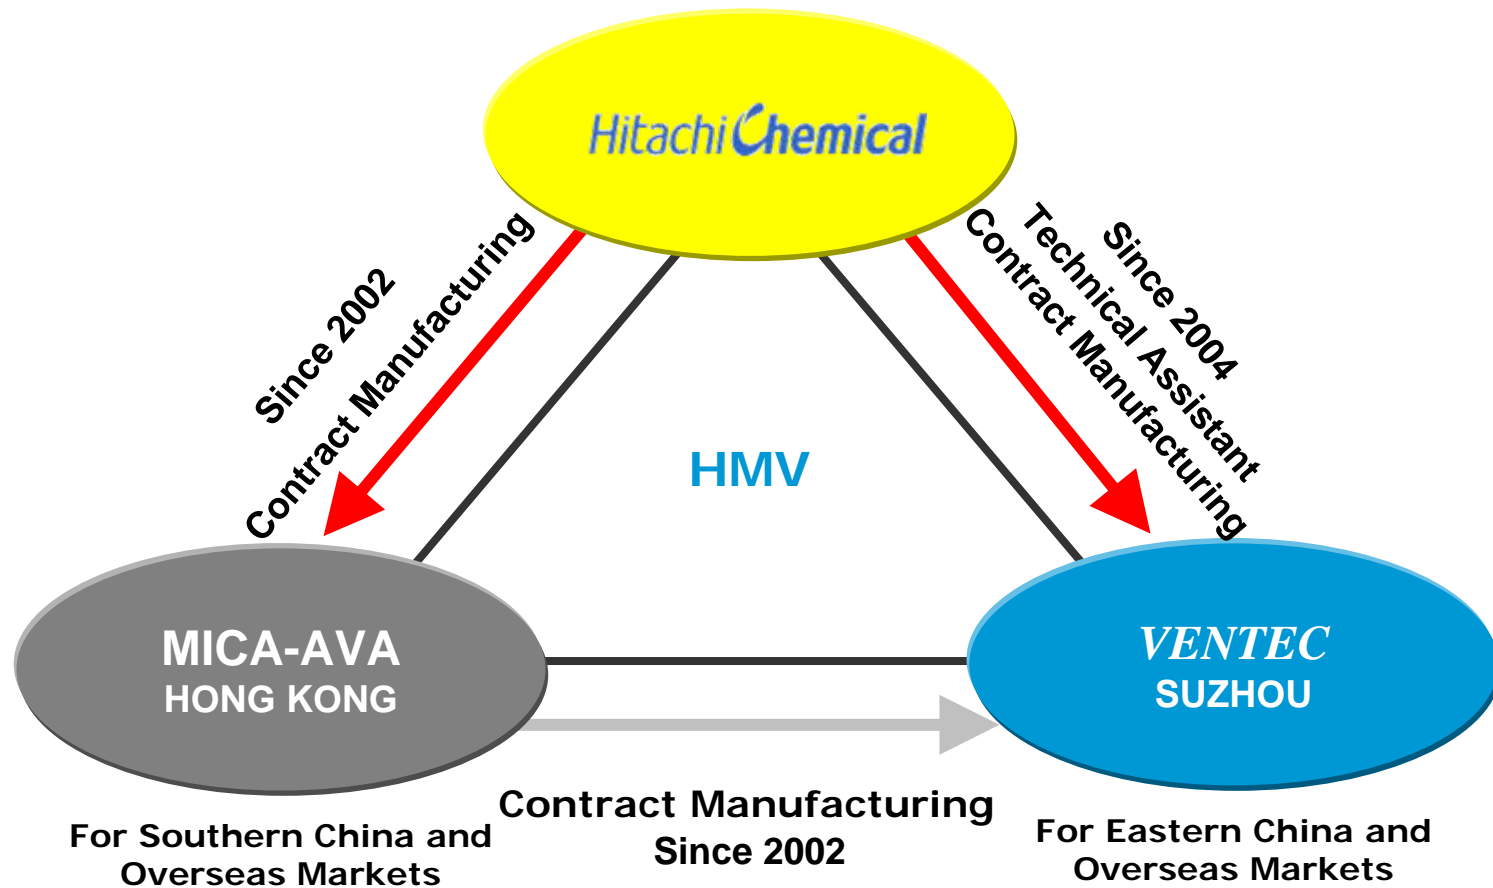 Hitachi Chemical
Since 2002
Contract Manufacturing
Since 2004
Technical Assistant
Contract Manufacturing
HMV
MICA-AVA
HONG KONG
VENTEC
SUZHOU
Contract Manufacturing
Since 2002
For Southern China and
Overseas Markets
For Eastern China and
Overseas Markets